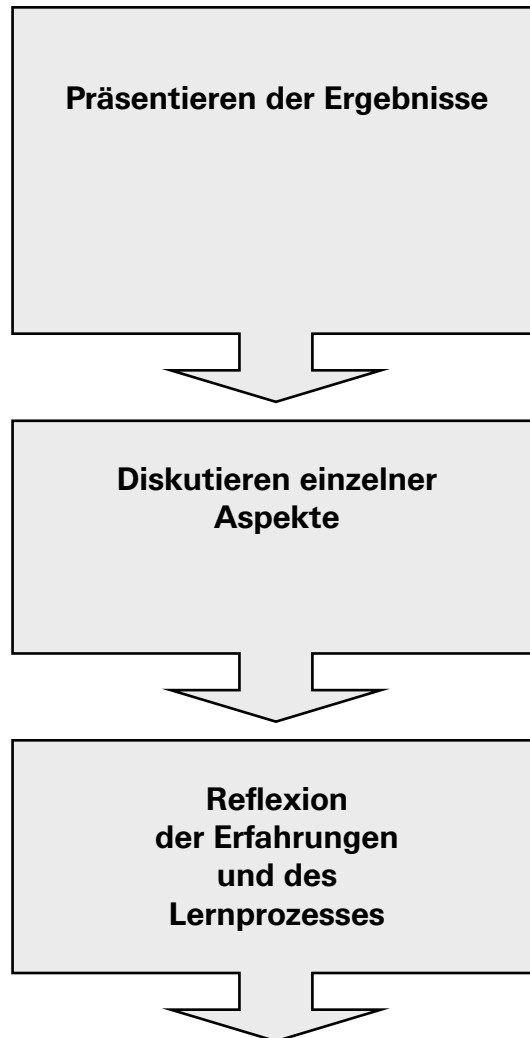 Präsentieren der Ergebnisse
Diskutieren einzelner
Aspekte
Reflexion
der Erfahrungen
und des
Lernprozesses